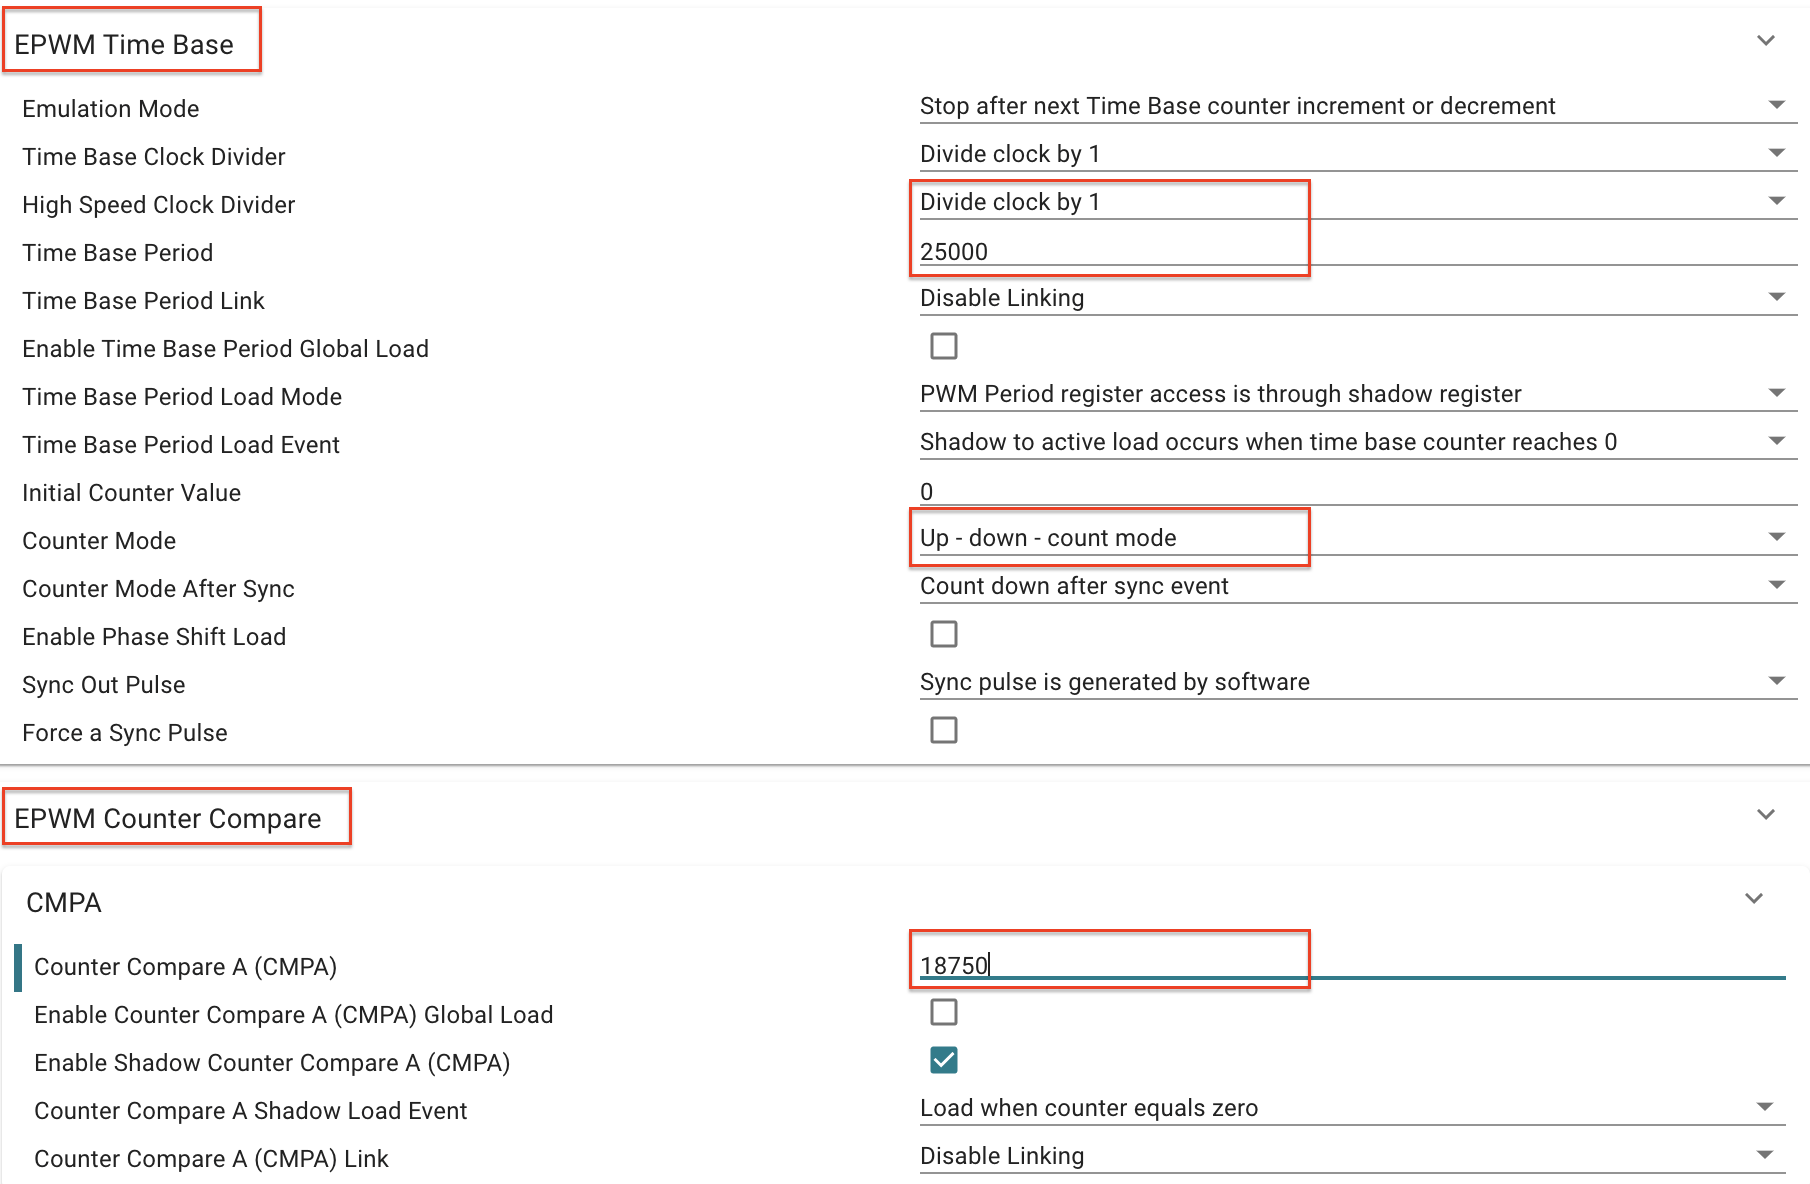 EPWM Time Base
Emulation Mode Stop after next Time Base counter increment or decrement
Time Base Clock Divider Divide clock by 1
High Speed Clock Divider Divide clock by 1
Time Base Period 25000
Time Base Period Link Disable Linking
Enable Time Base Period Global Load
Time Base Period Load Mode PWM Period register access is through shadow register
Time Base Period Load Event Shadow to active load occurs when time base counter reaches 0
Initial Counter Value 0
Counter Mode Up - down - count mode
Counter Mode After Sync Count down after sync event
Enable Phase Shift Load
Sync Out Pulse Sync pulse is generated by software
Force a Sync Pulse
EPWM Counter Compare
CMPA
Counter Compare A (CMPA) 18750
Enable Counter Compare A (CMPA) Global Load
Enable Shadow Counter Compare A (CMPA)
Counter Compare A Shadow Load Event Load when counter equals zero
Counter Compare A (CMPA) Link Disable Linking